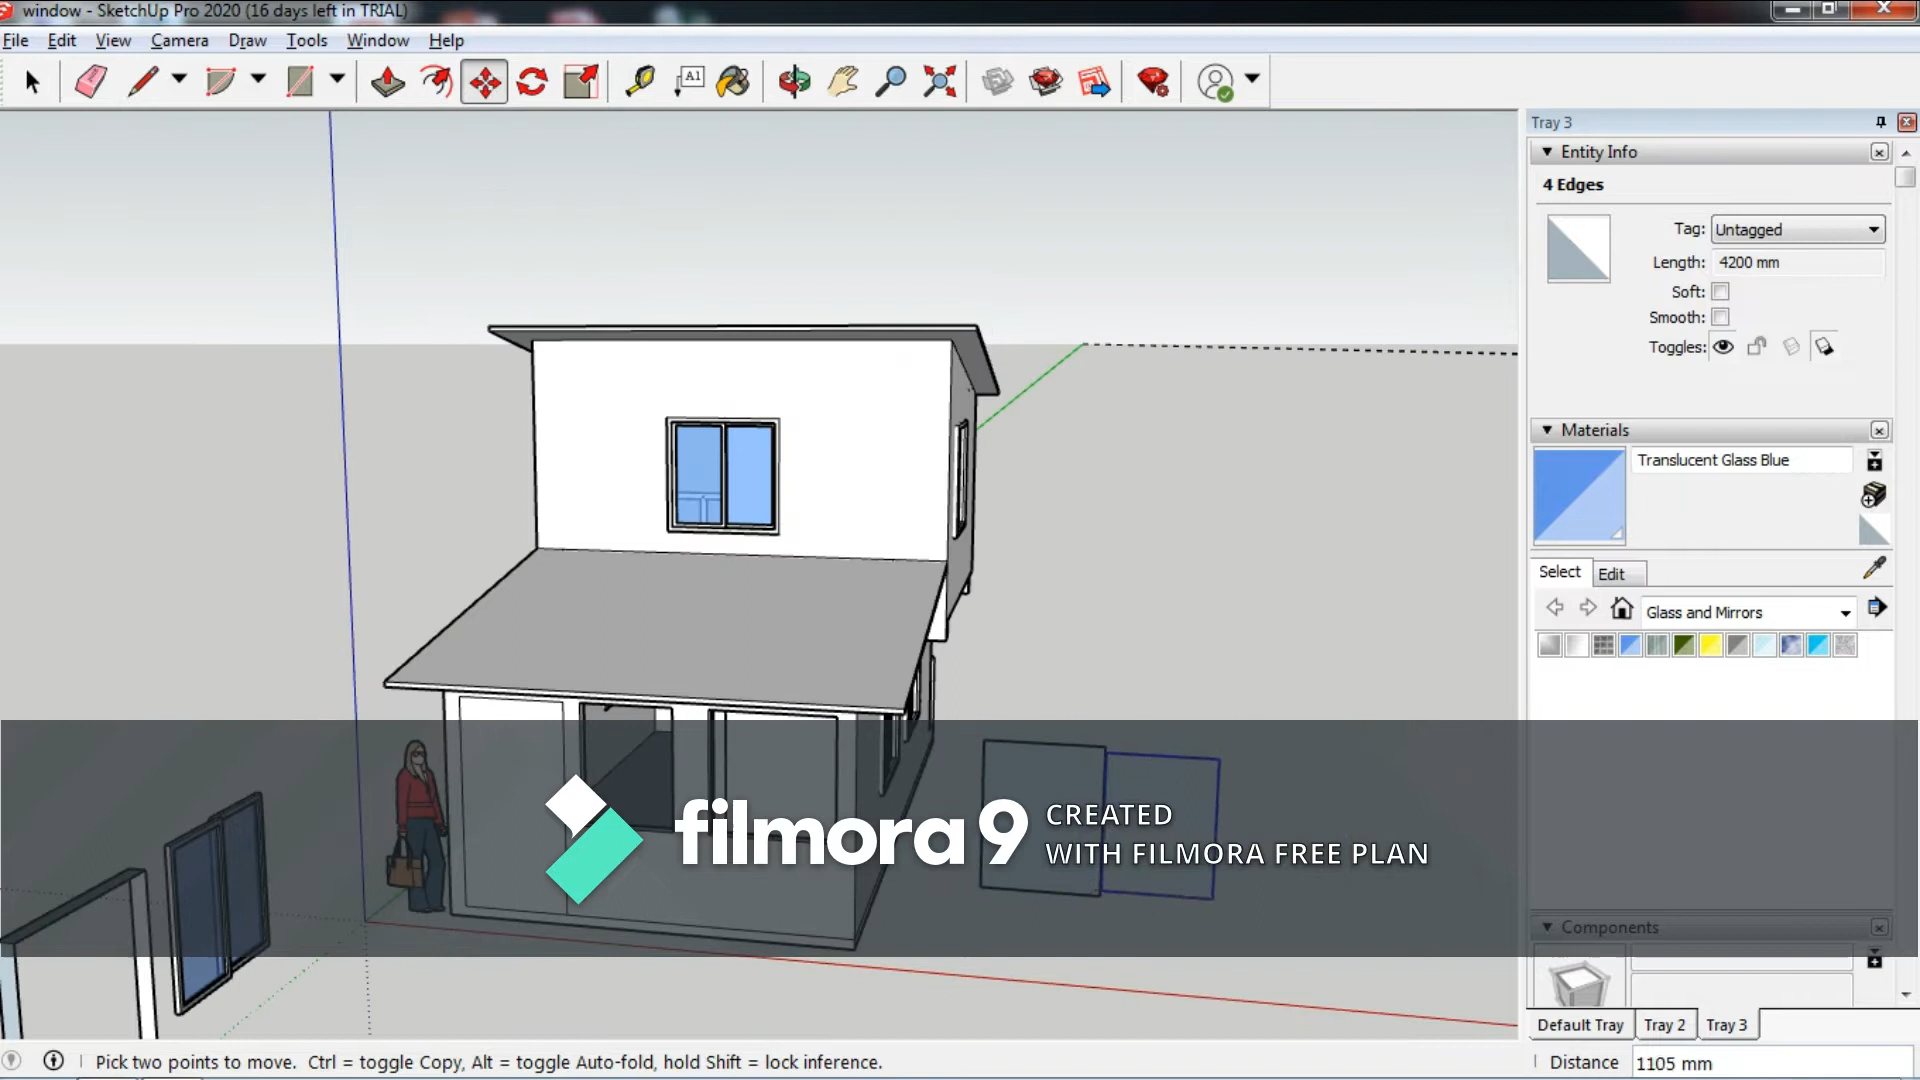 window - SketchUp Pro 2020 (16 days left in TRIAL)
File Edit View Camera Draw Tools Window Help
A1
Tray 3
Entity Info
4 Edges
Tag: Untagged
Length: 4200 mm
Soft:
Smooth:
Toggles:
Materials
Translucent Glass Blue
Select Edit
Glass and Mirrors
filmora9 CREATED
WITH FILMORA FREE PLAN
Components
Default Tray Tray 2 Tray 3
Pick two points to move. Ctrl = toggle Copy, Alt = toggle Auto-fold, hold Shift = lock inference.
Distance 1105 mm